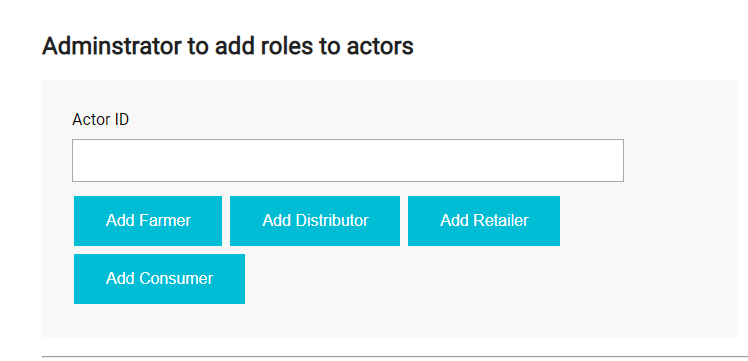 Adminstrator to add roles to actors
Actor ID
Add Farmer Add Distributor Add Retailer
Add Consumer